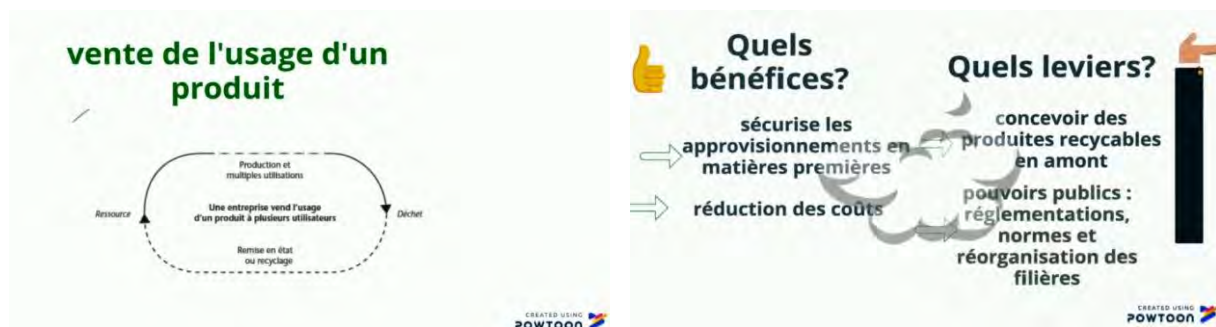 vente de l'usage d'un
produit
Production et
multiples utilisations
Ressource
Une entreprise vend l'usage
d'un produit à plusieurs utilisateurs
Déchet
Remise en état
ou recyclage
CREATED USING
POWTOON
Quels
bénéfices?
sécurise les
approvisionnements en
matières premières
réduction des coûts
Quels leviers?
concevoir des
produites recycables
en amont
pouvoirs publics :
réglementations,
normes et
réorganisation des
filières
CREATED USING
POWTOON